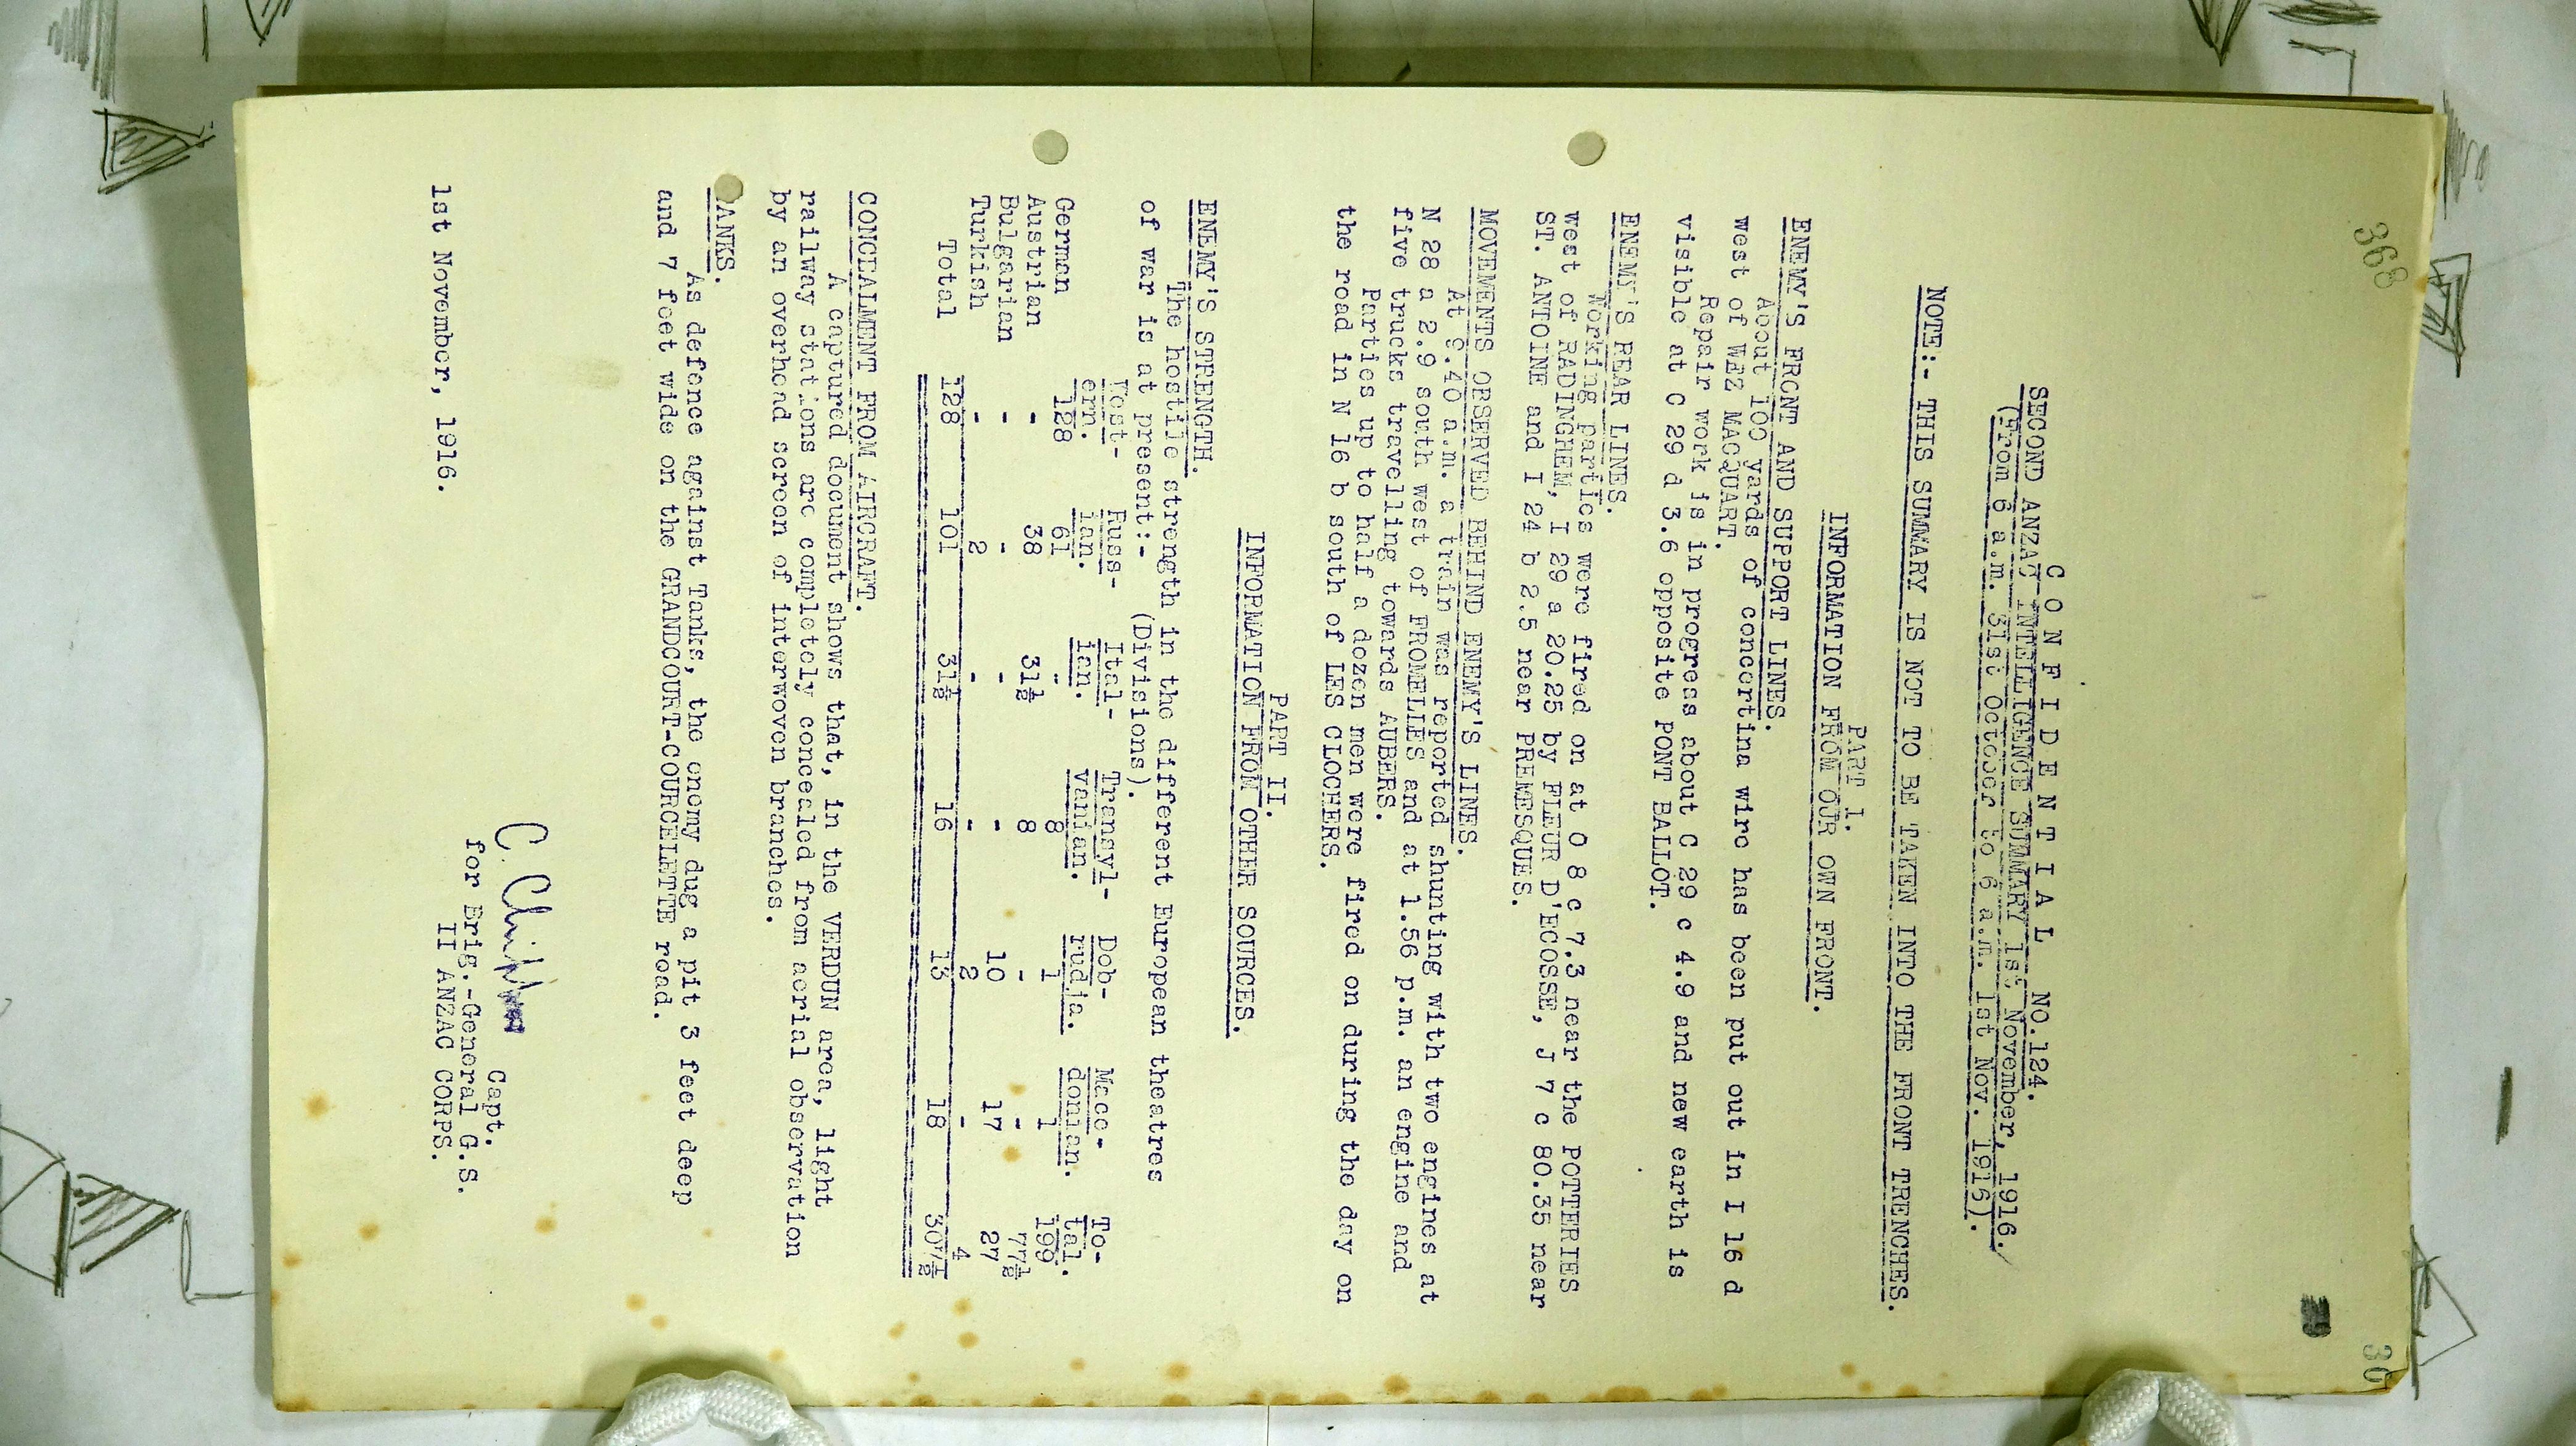 368
30
C O N F I D E N T I A L   NO.124.
SECOND ANZAC INTELLIGENCE SUMMARY 1st November, 1916.
(From 6 a.m. 31st October to 6 a.m. 1st Nov. 1916).
NOTE:- THIS SUMMARY IS NOT TO BE TAKEN INTO THE FRONT TRENCHES.
PART I.
INFORMATION FROM OUR OWN FRONT.
ENEMY'S FRONT AND SUPPORT LINES.
About 100 yards of concertina wire has been put out in I 16 d
west of WEZ MACQUART.
Repair work is in progress about C 29 c 4.9 and new earth is
visible at C 29 d 3.6 opposite PONT BALLOT.
ENEMY'S REAR LINES.
Working parties were fired on at O 8 c 7.3 near the POTTERIES
west of RADINGHEM, I 29 a 20.25 by FLEUR D'ECOSSE, J 7 c 80.35 near
ST. ANTOINE and I 24 b 2.5 near PREMESQUES.
MOVEMENTS OBSERVED BEHIND ENEMY'S LINES.
At 9.40 a.m. a train was reported shunting with two engines at
N 28 a 2.9 south west of FROMELLES and at 1.56 p.m. an engine and
five trucks travelling towards AUBERS.
Parties up to half a dozen men were fired on during the day on
the road in N 16 b south of LES CLOCHERS.
PART II.
INFORMATION FROM OTHER SOURCES.
ENEMY'S STRENGTH.
The hostile strength in the different European theatres
of war is at present:-   (Divisions).
West-   Russ-   Ital-   Transyl-   Dob-   Mace-   To-
ern.   ian.   ian.   vanian.   rudja.   donian.   tal.
German   128   61   -   8   1   1   199
Austrian   -   38   31½   8   -   -   77½
Bulgarian   -   -   -   -   10   17   27
Turkish   -   2   -   -   2   -   4
Total   128   101   31½   16   13   18   307½
CONCEALMENT FROM AIRCRAFT.
A captured document shows that, in the VERDUN area, light
railway stations are completely concealed from aerial observation
by an overhead screen of interwoven branches.
TANKS.
As defence against Tanks, the enemy dug a pit 3 feet deep
and 7 feet wide on the GRANDCOURT-COURCELETTE road.
Capt.
for Brig.-General G.S.
II ANZAC CORPS.
1st November, 1916.